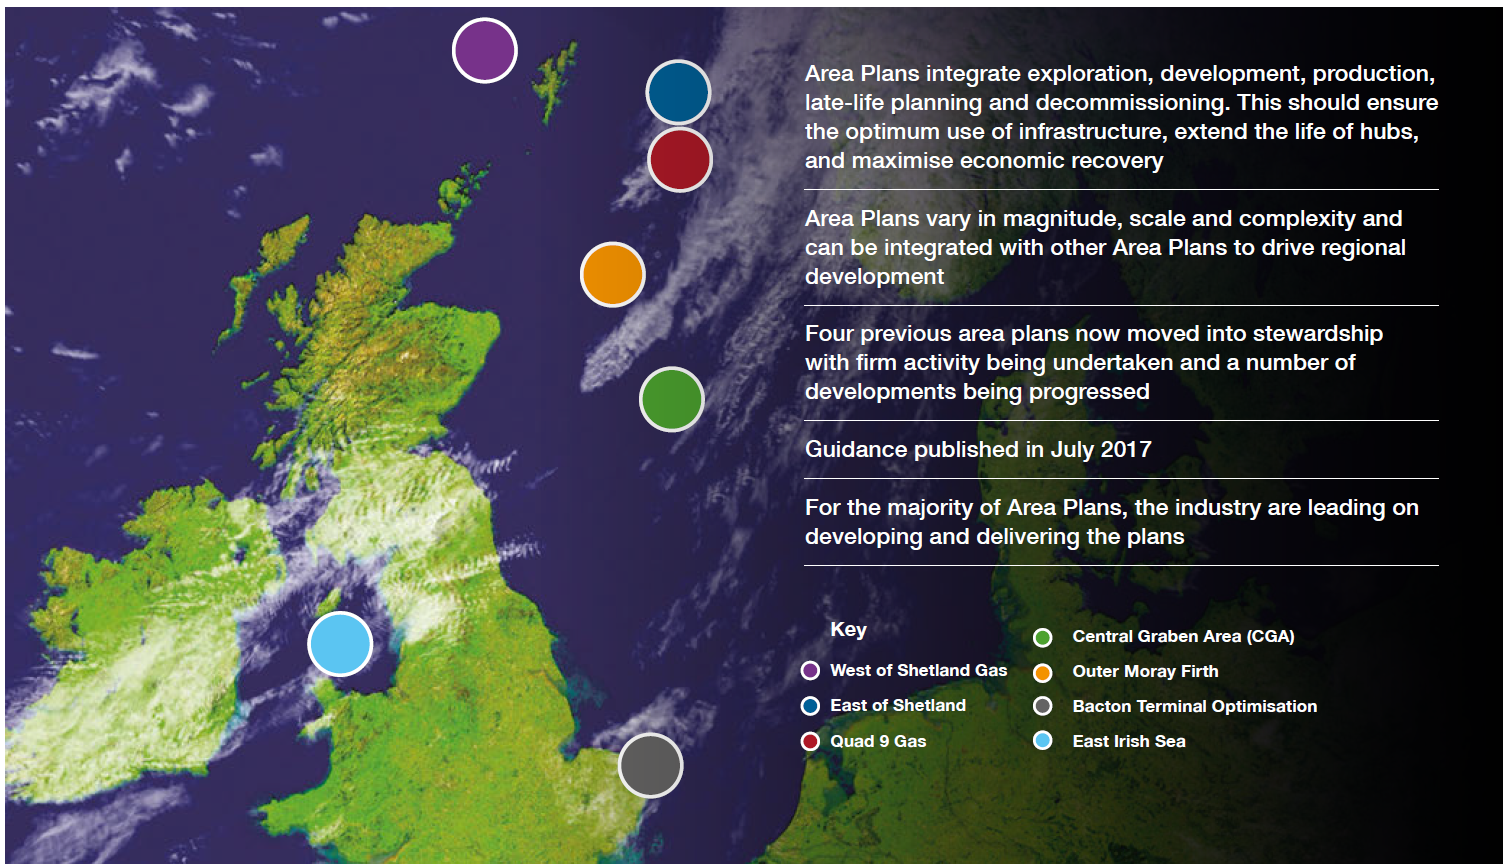 Area Plans integrate exploration, development, production,
late-life planning and decommissioning. This should ensure
the optimum use of infrastructure, extend the life of hubs,
and maximise economic recovery
Area Plans vary in magnitude, scale and complexity and
can be integrated with other Area Plans to drive regional
development
Four previous area plans now moved into stewardship
with firm activity being undertaken and a number of
developments being progressed
Guidance published in July 2017
For the majority of Area Plans, the industry are leading on
developing and delivering the plans
Key
West of Shetland Gas
East of Shetland
Quad 9 Gas
Central Graben Area (CGA)
Outer Moray Firth
Bacton Terminal Optimisation
East Irish Sea